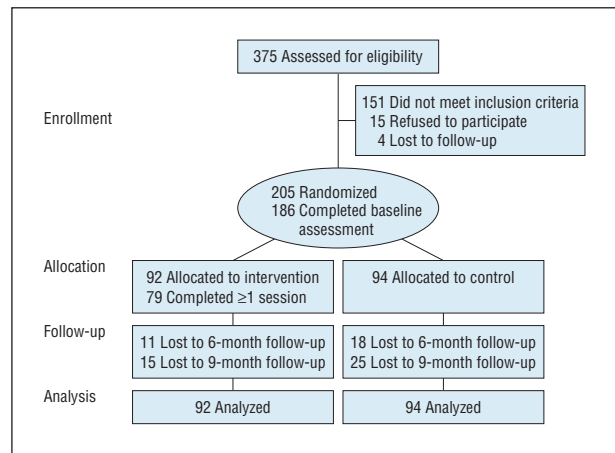 375 Assessed for eligibility
Enrollment
151 Did not meet inclusion criteria
15 Refused to participate
4 Lost to follow-up
205 Randomized
186 Completed baseline
assessment
Allocation
92 Allocated to intervention
79 Completed ≥1 session
94 Allocated to control
Follow-up
11 Lost to 6-month follow-up
15 Lost to 9-month follow-up
18 Lost to 6-month follow-up
25 Lost to 9-month follow-up
Analysis
92 Analyzed
94 Analyzed